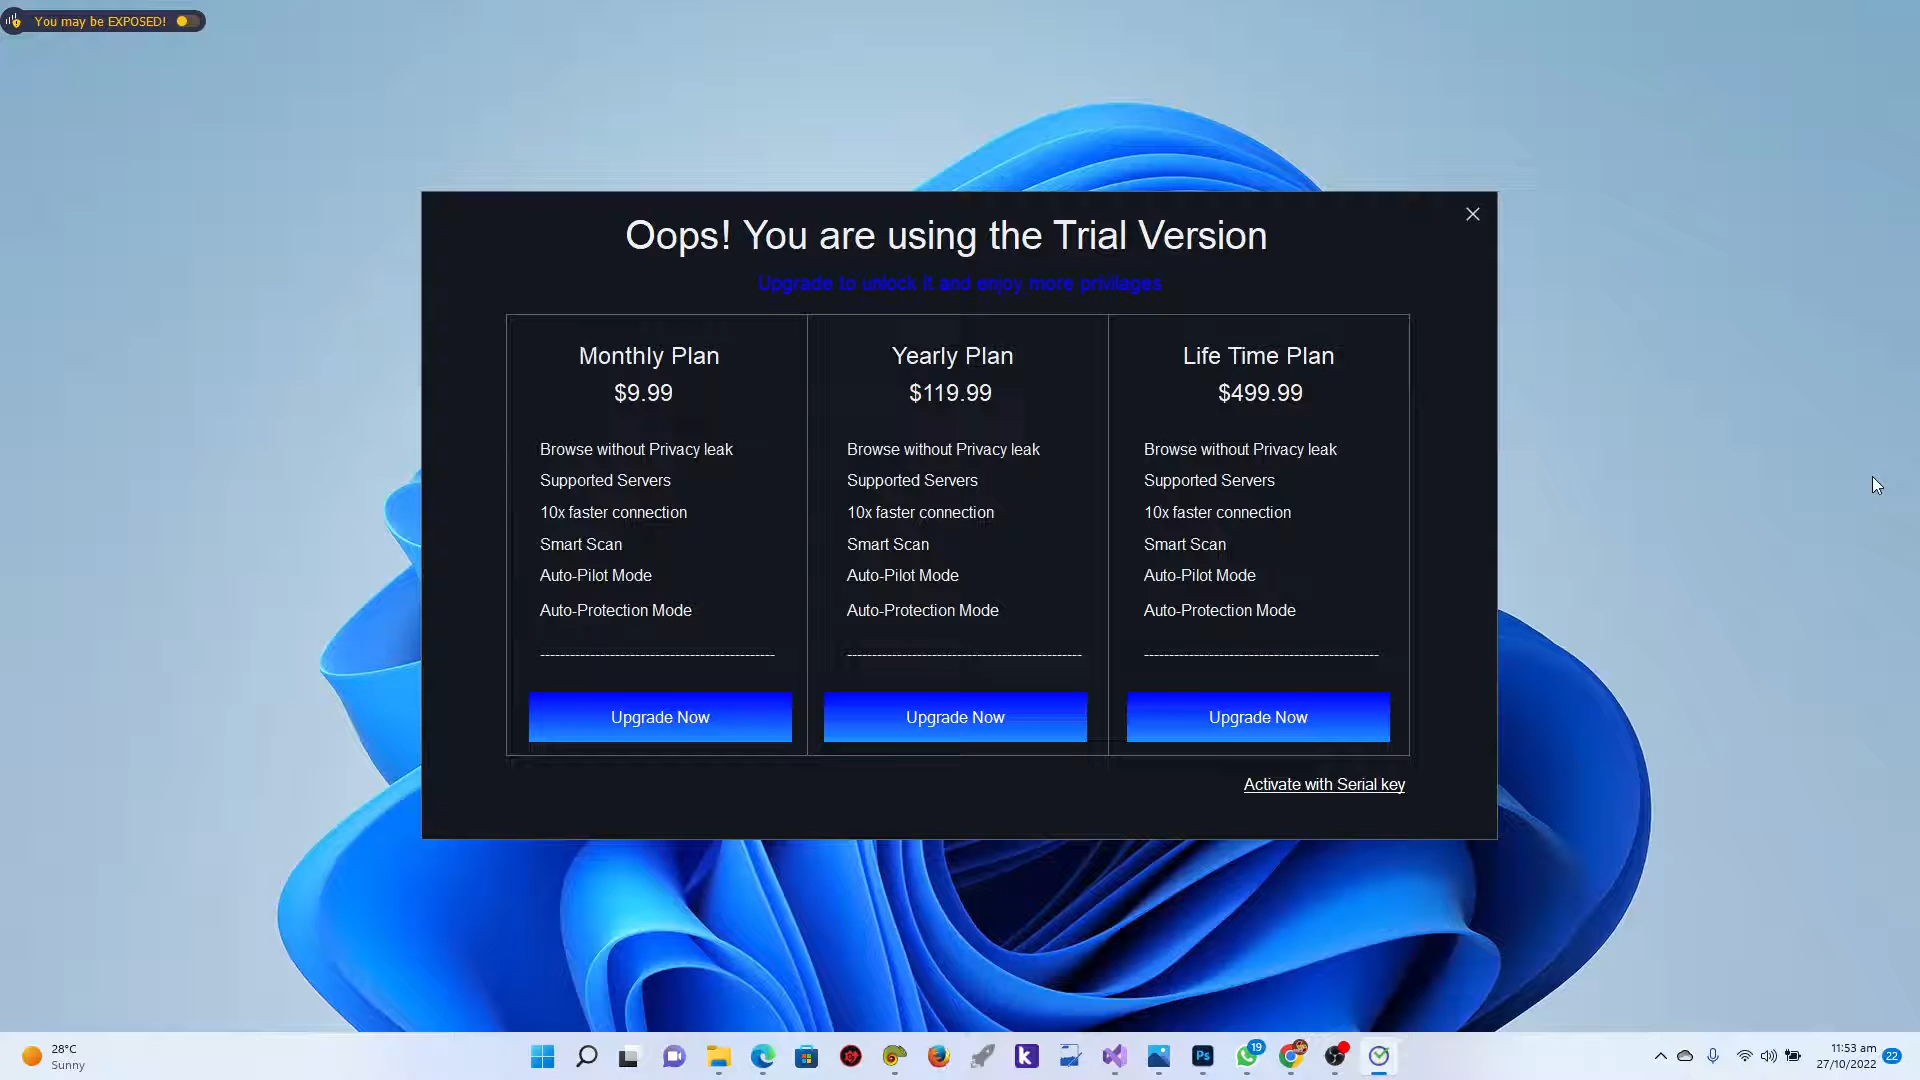 You may be EXPOSED!
Oops! You are using the Trial Version
Upgrade to unlock it and enjoy more privilages
Monthly Plan
$9.99
Browse without Privacy leak
Supported Servers
10x faster connection
Smart Scan
Auto-Pilot Mode
Auto-Protection Mode
-----------------------------------------------
Upgrade Now
Yearly Plan
$119.99
Browse without Privacy leak
Supported Servers
10x faster connection
Smart Scan
Auto-Pilot Mode
Auto-Protection Mode
-----------------------------------------------
Upgrade Now
Life Time Plan
$499.99
Browse without Privacy leak
Supported Servers
10x faster connection
Smart Scan
Auto-Pilot Mode
Auto-Protection Mode
-----------------------------------------------
Upgrade Now
Activate with Serial key
28°C
Sunny
k
Ps
19
11:53 am
27/10/2022
22